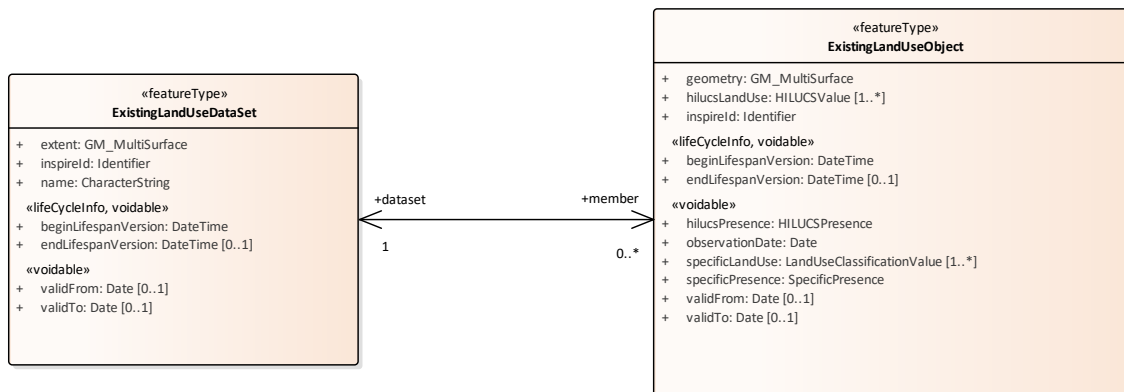 «featureType»
ExistingLandUseDataSet
+ extent: GM_MultiSurface
+ inspireId: Identifier
+ name: CharacterString
«lifeCycleInfo, voidable»
+ beginLifespanVersion: DateTime
+ endLifespanVersion: DateTime [0..1]
«voidable»
+ validFrom: Date [0..1]
+ validTo: Date [0..1]
+dataset
1
+member
0..*
«featureType»
ExistingLandUseObject
+ geometry: GM_MultiSurface
+ hilucsLandUse: HILUCSValue [1..*]
+ inspireId: Identifier
«lifeCycleInfo, voidable»
+ beginLifespanVersion: DateTime
+ endLifespanVersion: DateTime [0..1]
«voidable»
+ hilucsPresence: HILUCSPresence
+ observationDate: Date
+ specificLandUse: LandUseClassificationValue [1..*]
+ specificPresence: SpecificPresence
+ validFrom: Date [0..1]
+ validTo: Date [0..1]